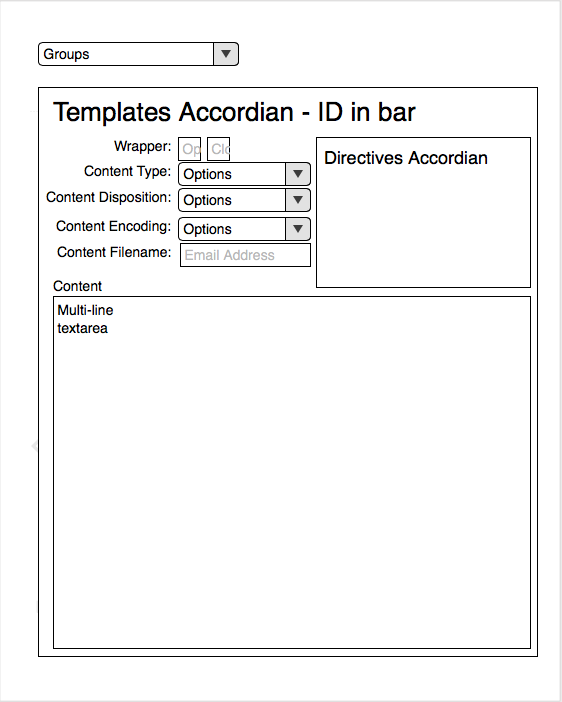 Groups
Templates Accordian - ID in bar
Wrapper: Op Clo
Directives Accordian
Content Type: Options
Content Disposition: Options
Content Encoding: Options
Content Filename: Email Address
Content
Multi-line
textarea